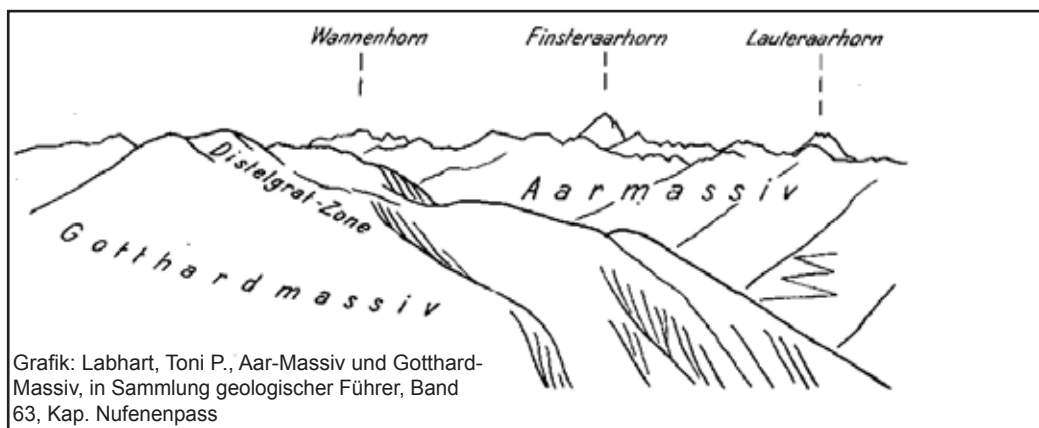 Wannenhorn
Finsteraarhorn
Lauteraarhorn
Distelgrat-Zone
Aarmassiv
Gotthardmassiv
Grafik: Labhart, Toni P., Aar-Massiv und Gotthard-
Massiv, in Sammlung geologischer Führer, Band
63, Kap. Nufenenpass